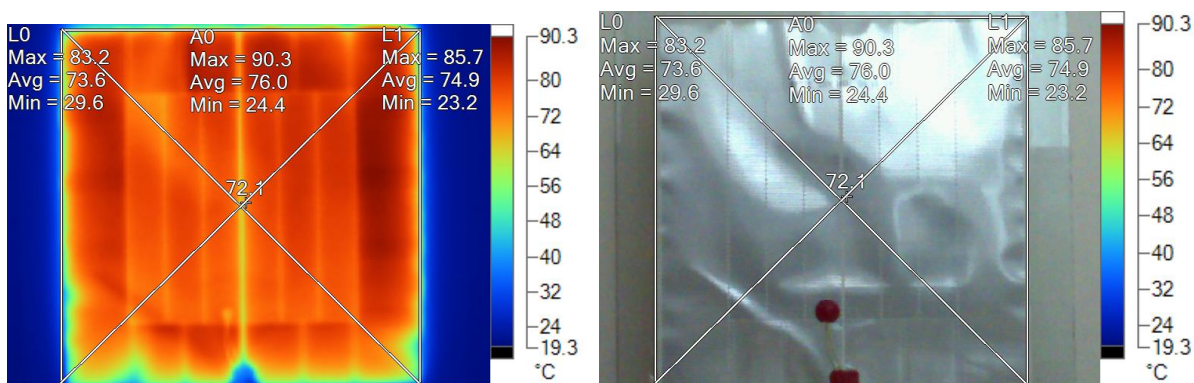 L0
Max = 83.2
Avg = 73.6
Min = 29.6
A0
Max = 90.3
Avg = 76.0
Min = 24.4
L1
Max = 85.7
Avg = 74.9
Min = 23.2
72.1
90.3
80
72
64
56
48
40
32
24
19.3
°C
L0
Max = 83.2
Avg = 73.6
Min = 29.6
A0
Max = 90.3
Avg = 76.0
Min = 24.4
L1
Max = 85.7
Avg = 74.9
Min = 23.2
72.1
90.3
80
72
64
56
48
40
32
24
19.3
°C